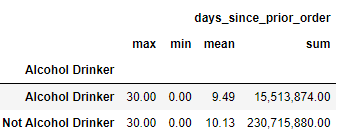 days_since_prior_order
max min mean sum
Alcohol Drinker
Alcohol Drinker 30.00 0.00 9.49 15,513,874.00
Not Alcohol Drinker 30.00 0.00 10.13 230,715,880.00